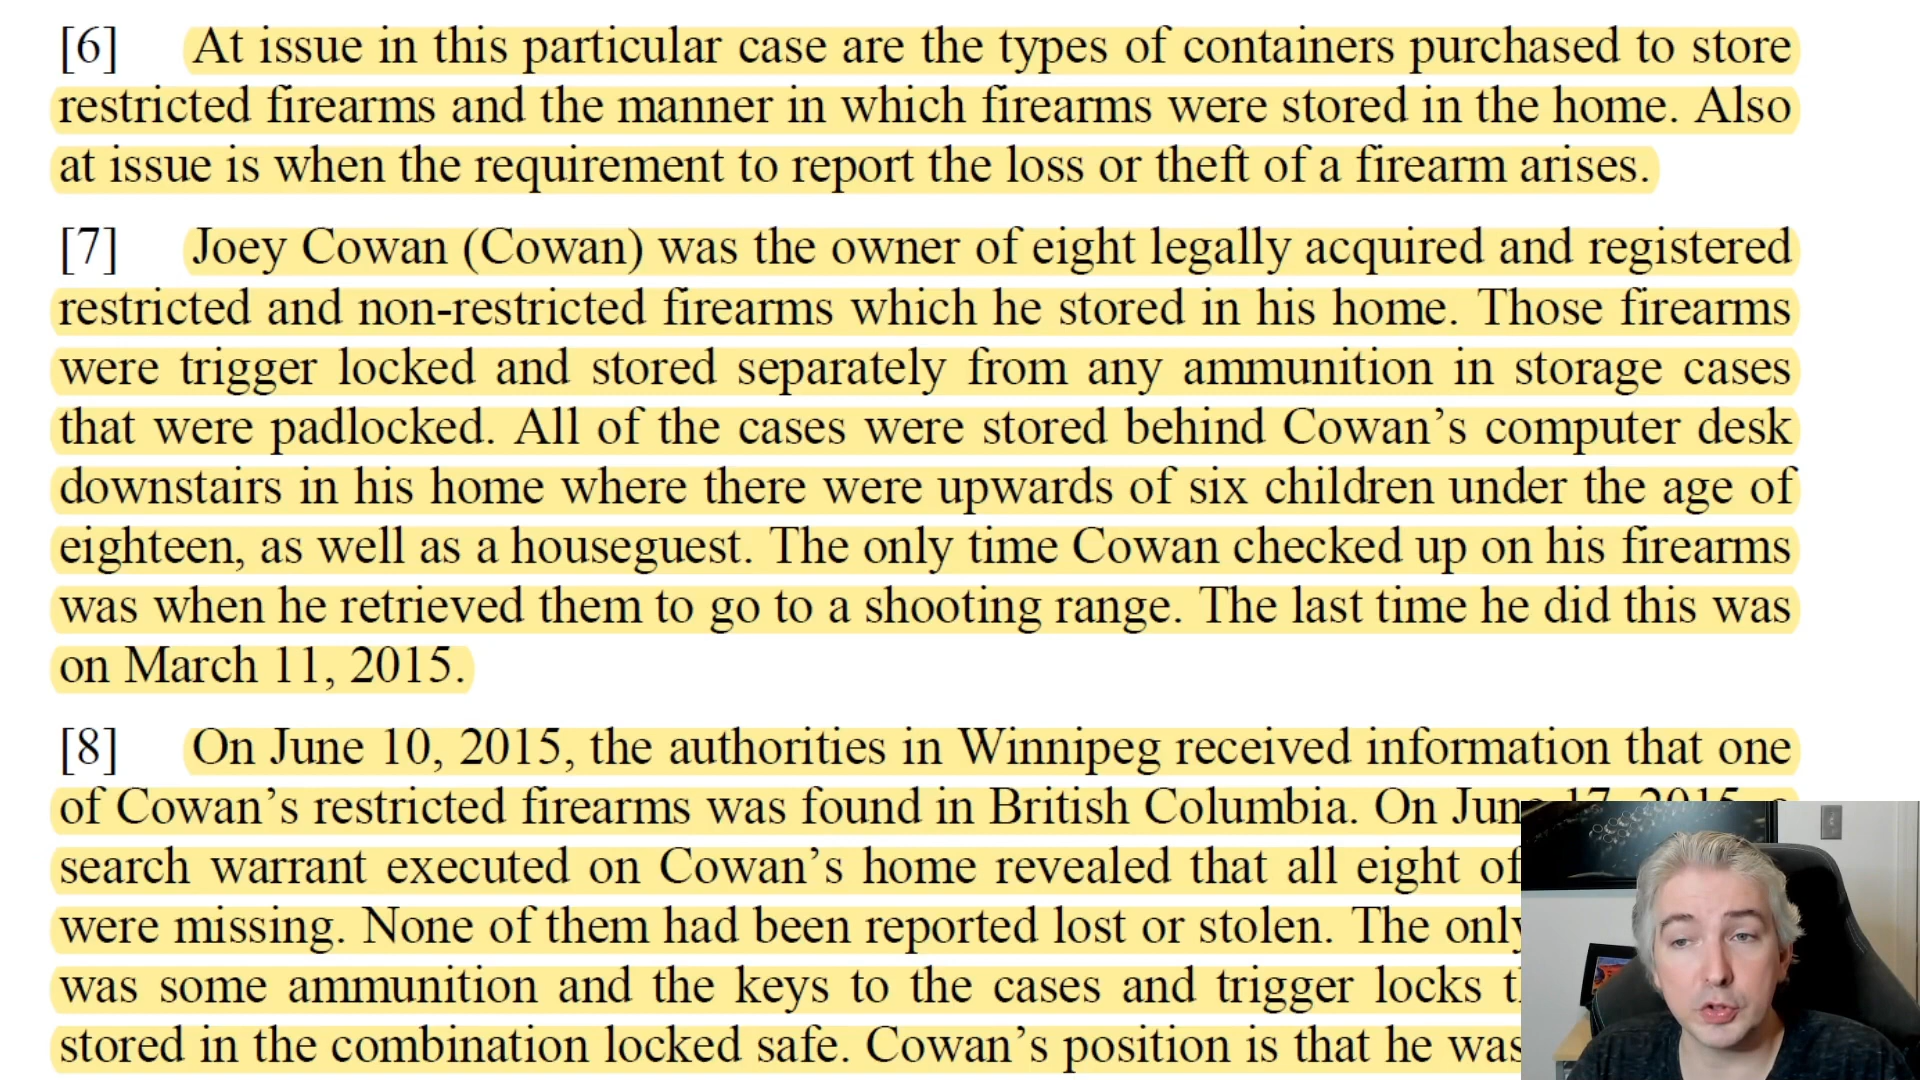 [6] At issue in this particular case are the types of containers purchased to store
restricted firearms and the manner in which firearms were stored in the home. Also
at issue is when the requirement to report the loss or theft of a firearm arises.
[7] Joey Cowan (Cowan) was the owner of eight legally acquired and registered
restricted and non-restricted firearms which he stored in his home. Those firearms
were trigger locked and stored separately from any ammunition in storage cases
that were padlocked. All of the cases were stored behind Cowan’s computer desk
downstairs in his home where there were upwards of six children under the age of
eighteen, as well as a houseguest. The only time Cowan checked up on his firearms
was when he retrieved them to go to a shooting range. The last time he did this was
on March 11, 2015.
[8] On June 10, 2015, the authorities in Winnipeg received information that one
of Cowan’s restricted firearms was found in British Columbia. On June 17, 2015, a
search warrant executed on Cowan’s home revealed that all eight of
were missing. None of them had been reported lost or stolen. The only
was some ammunition and the keys to the cases and trigger locks
stored in the combination locked safe. Cowan’s position is that he was